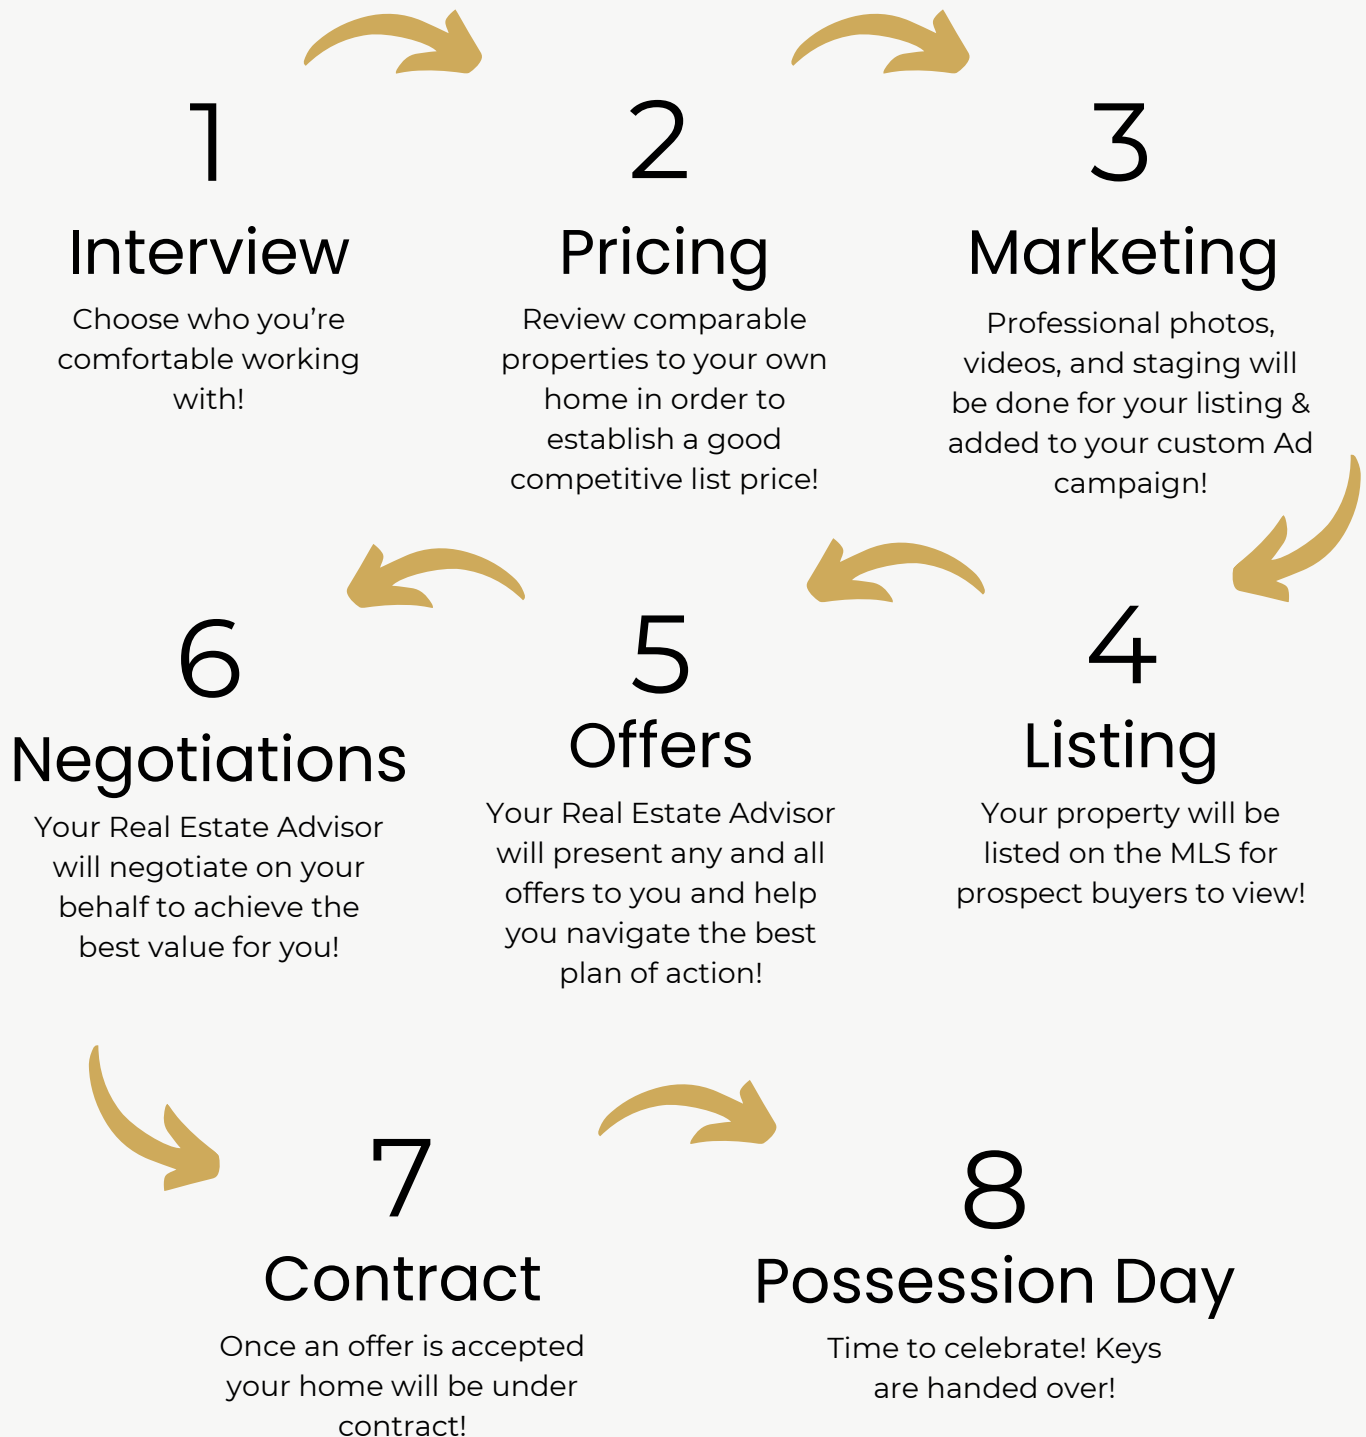 1
Interview
Choose who you’re
comfortable working
with!
2
Pricing
Review comparable
properties to your own
home in order to
establish a good
competitive list price!
3
Marketing
Professional photos,
videos, and staging will
be done for your listing &
added to your custom Ad
campaign!
4
Listing
Your property will be
listed on the MLS for
prospect buyers to view!
5
Offers
Your Real Estate Advisor
will present any and all
offers to you and help
you navigate the best
plan of action!
6
Negotiations
Your Real Estate Advisor
will negotiate on your
behalf to achieve the
best value for you!
7
Contract
Once an offer is accepted
your home will be under
contract!
8
Possession Day
Time to celebrate! Keys
are handed over!